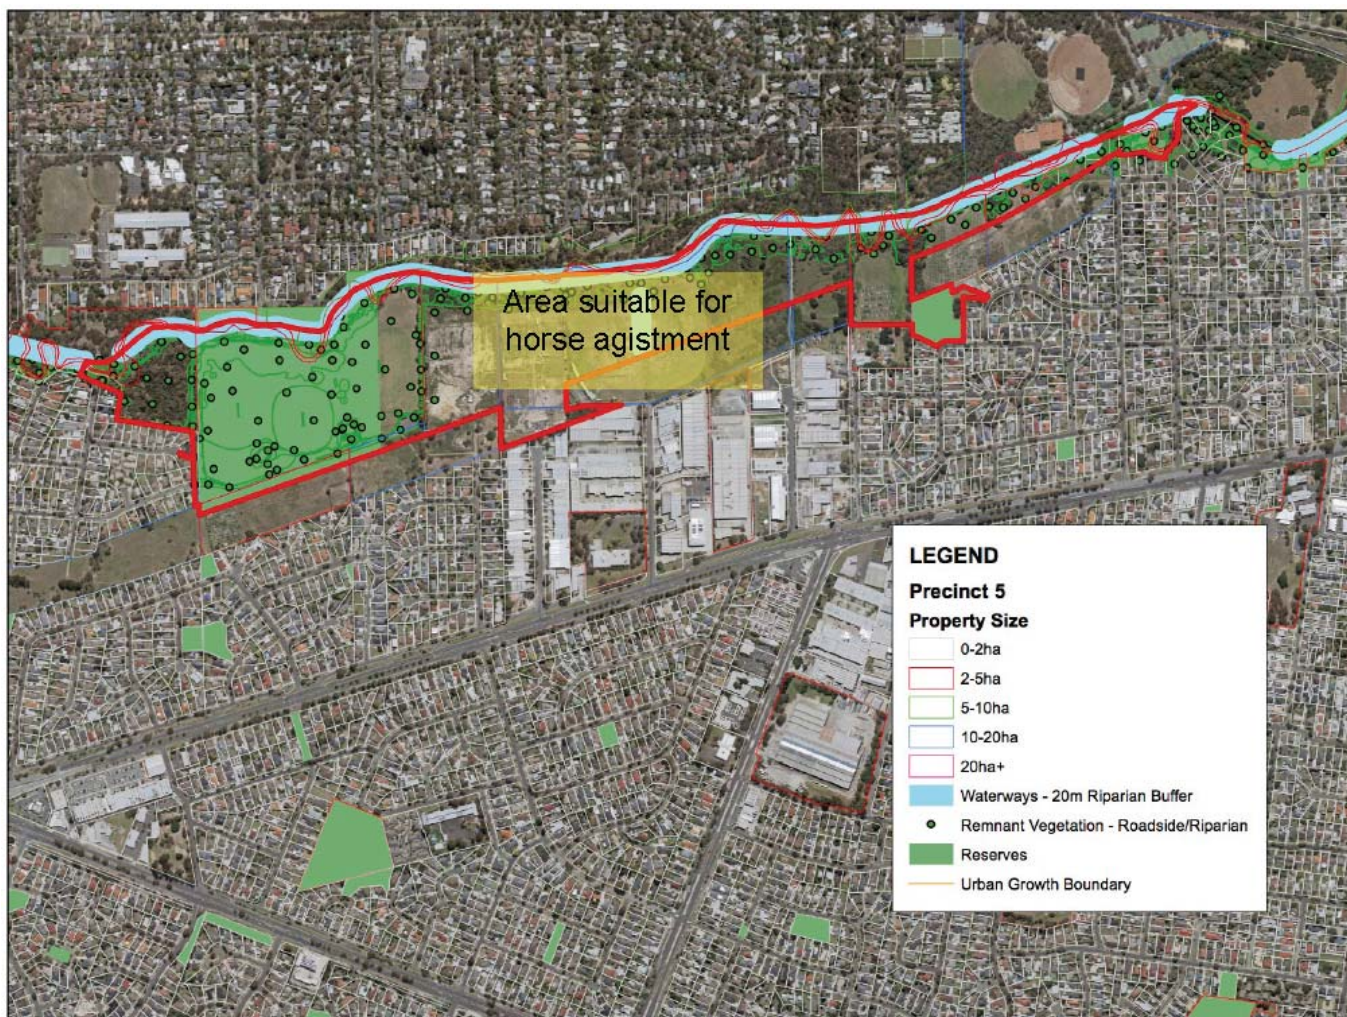 Area suitable for
horse agistment
LEGEND
Precinct 5
Property Size
0-2ha
2-5ha
5-10ha
10-20ha
20ha+
Waterways - 20m Riparian Buffer
Remnant Vegetation - Roadside/Riparian
Reserves
Urban Growth Boundary